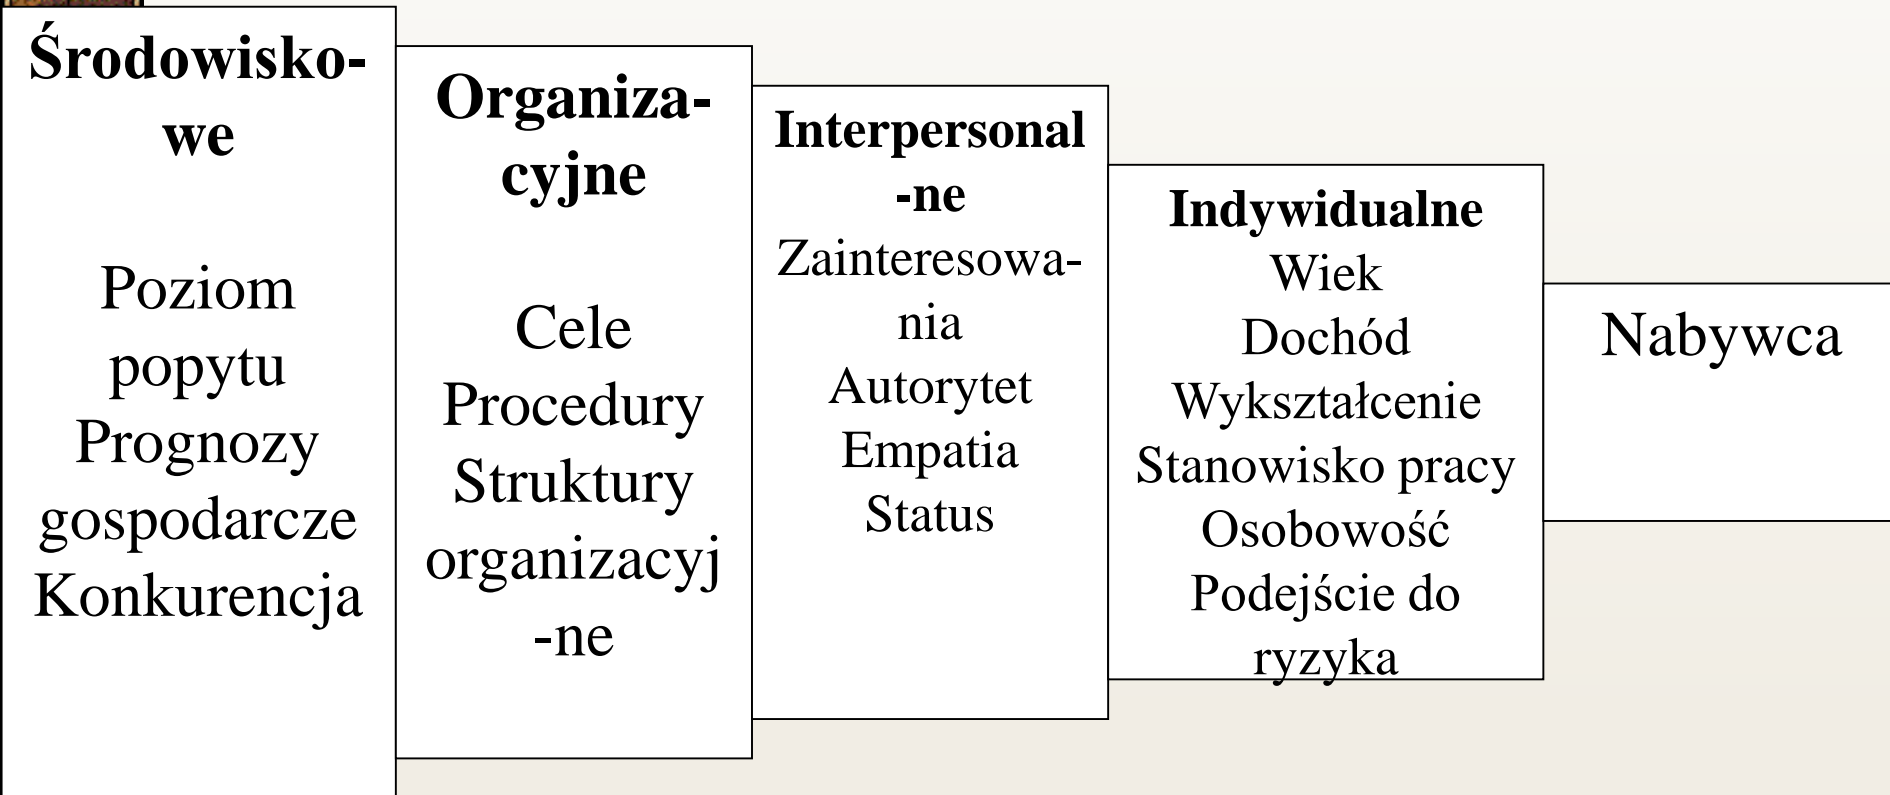 Środowisko-
we
Poziom
popytu
Prognozy
gospodarcze
Konkurencja
Organiza-
cyjne
Cele
Procedury
Struktury
organizacyj
-ne
Interpersonal
-ne
Zainteresowa-
nia
Autorytet
Empatia
Status
Indywidualne
Wiek
Dochód
Wykształcenie
Stanowisko pracy
Osobowość
Podejście do
ryzyka
Nabywca